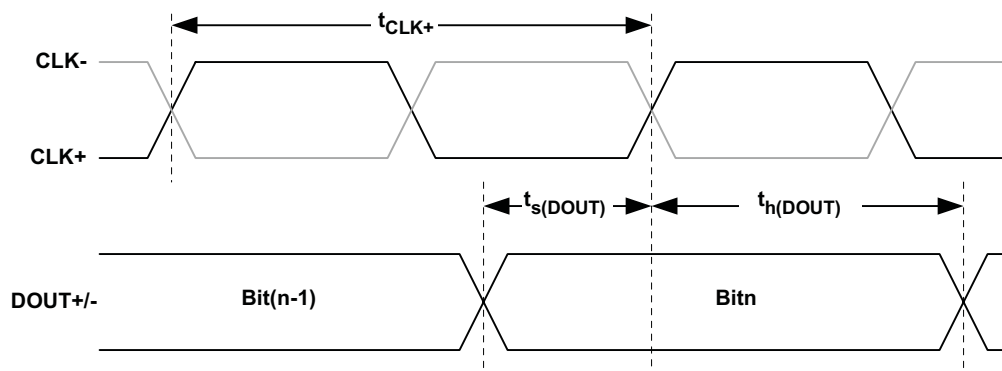 tCLK+
CLK-
CLK+
ts(DOUT)
th(DOUT)
DOUT+/-
Bit(n-1)
Bitn